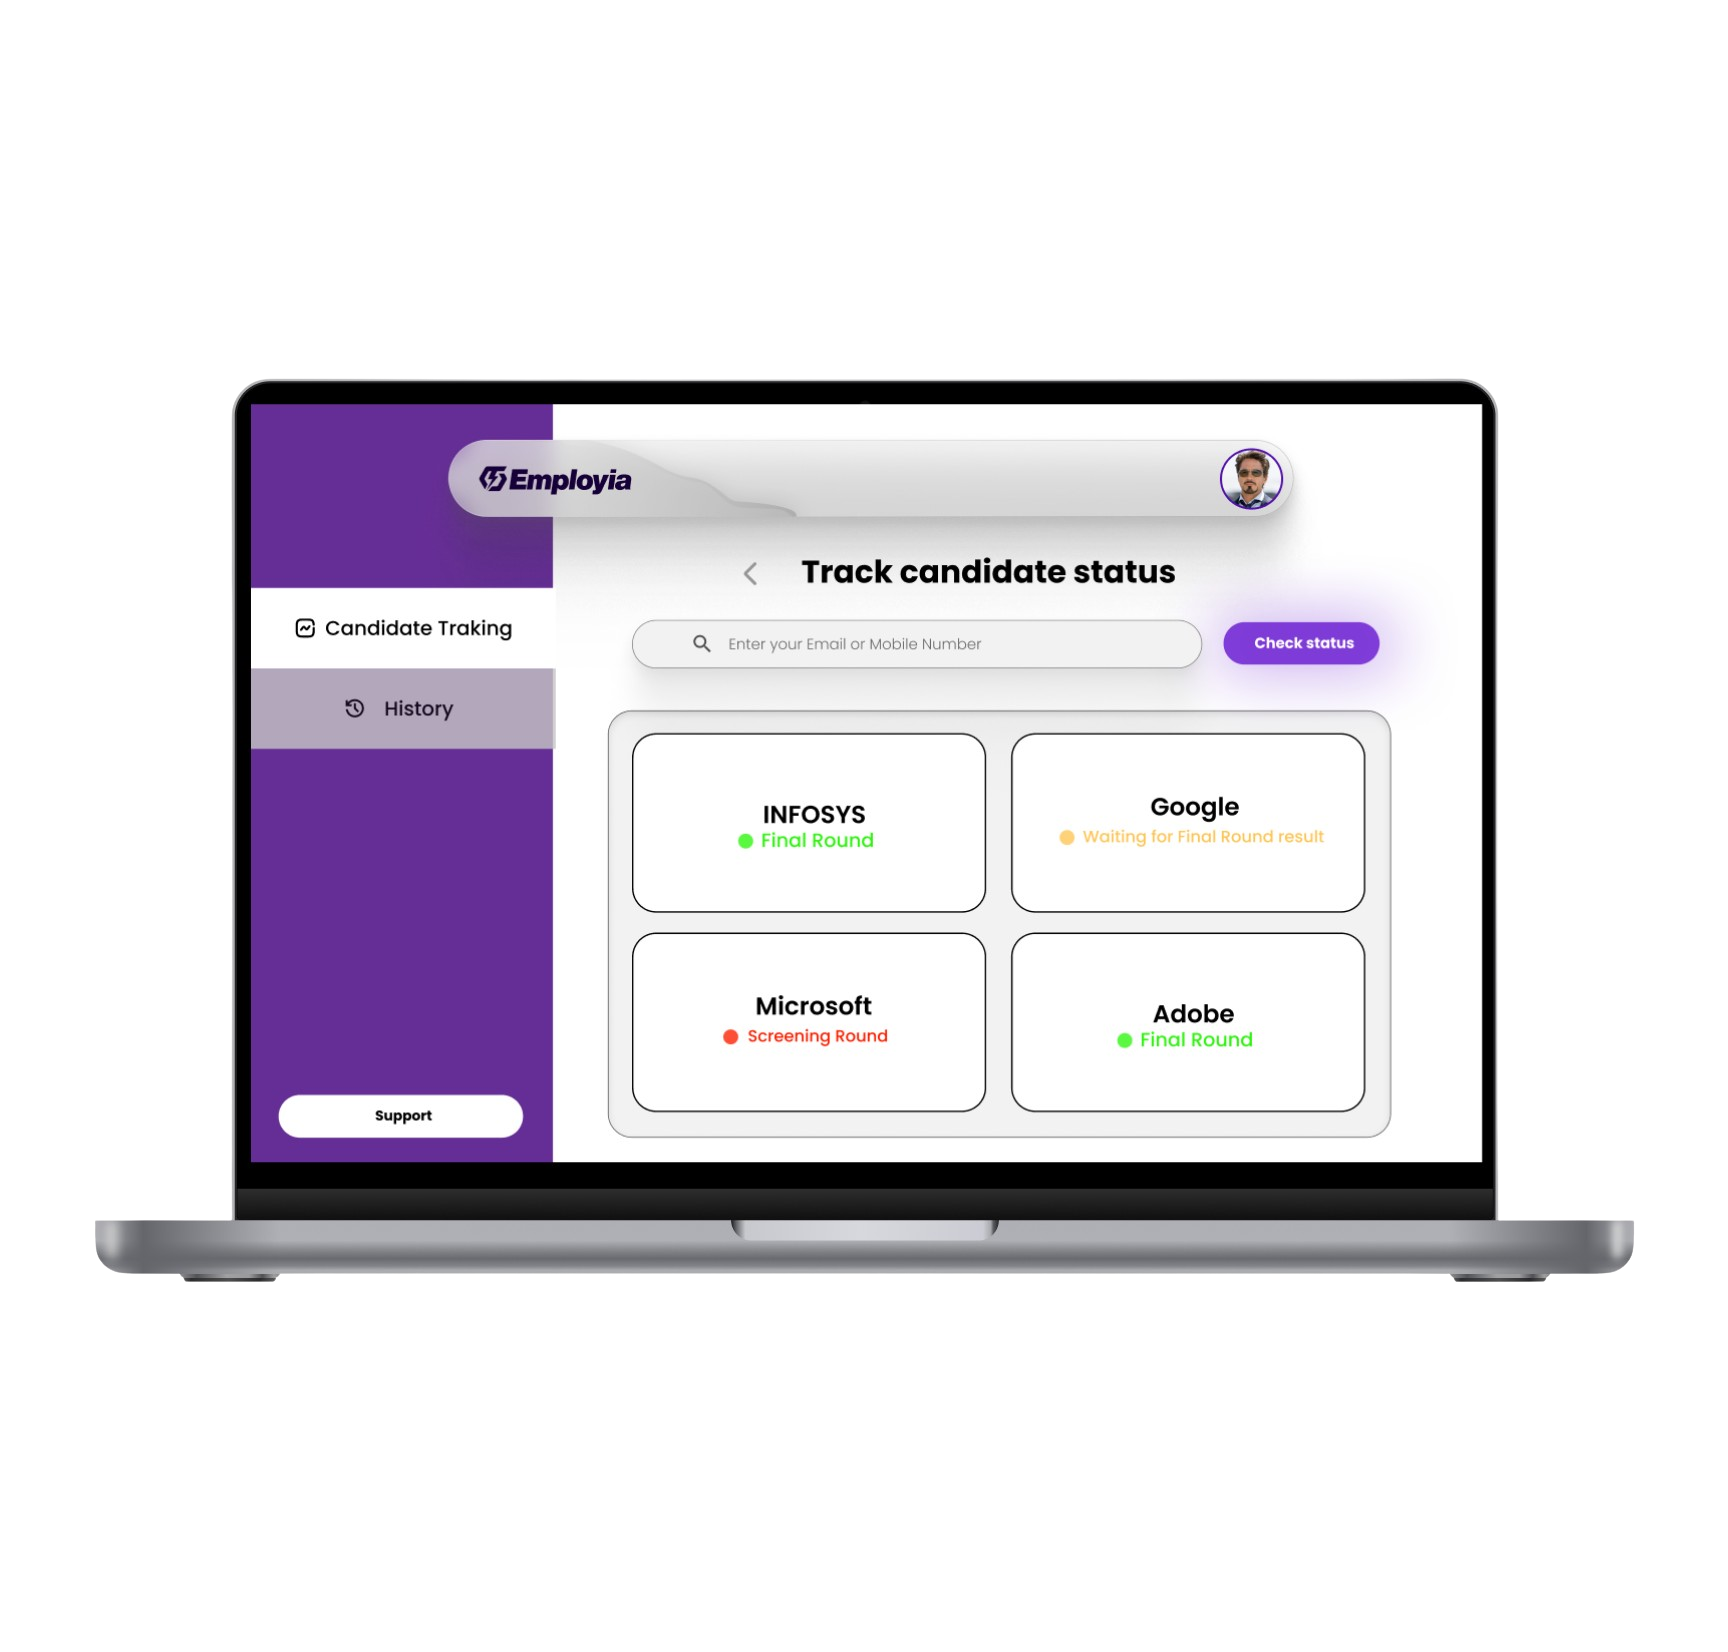 Employia
Track candidate status
Candidate Traking
Enter your Email or Mobile Number
Check status
History
INFOSYS
Final Round
Google
Waiting for Final Round result
Microsoft
Screening Round
Adobe
Final Round
Support